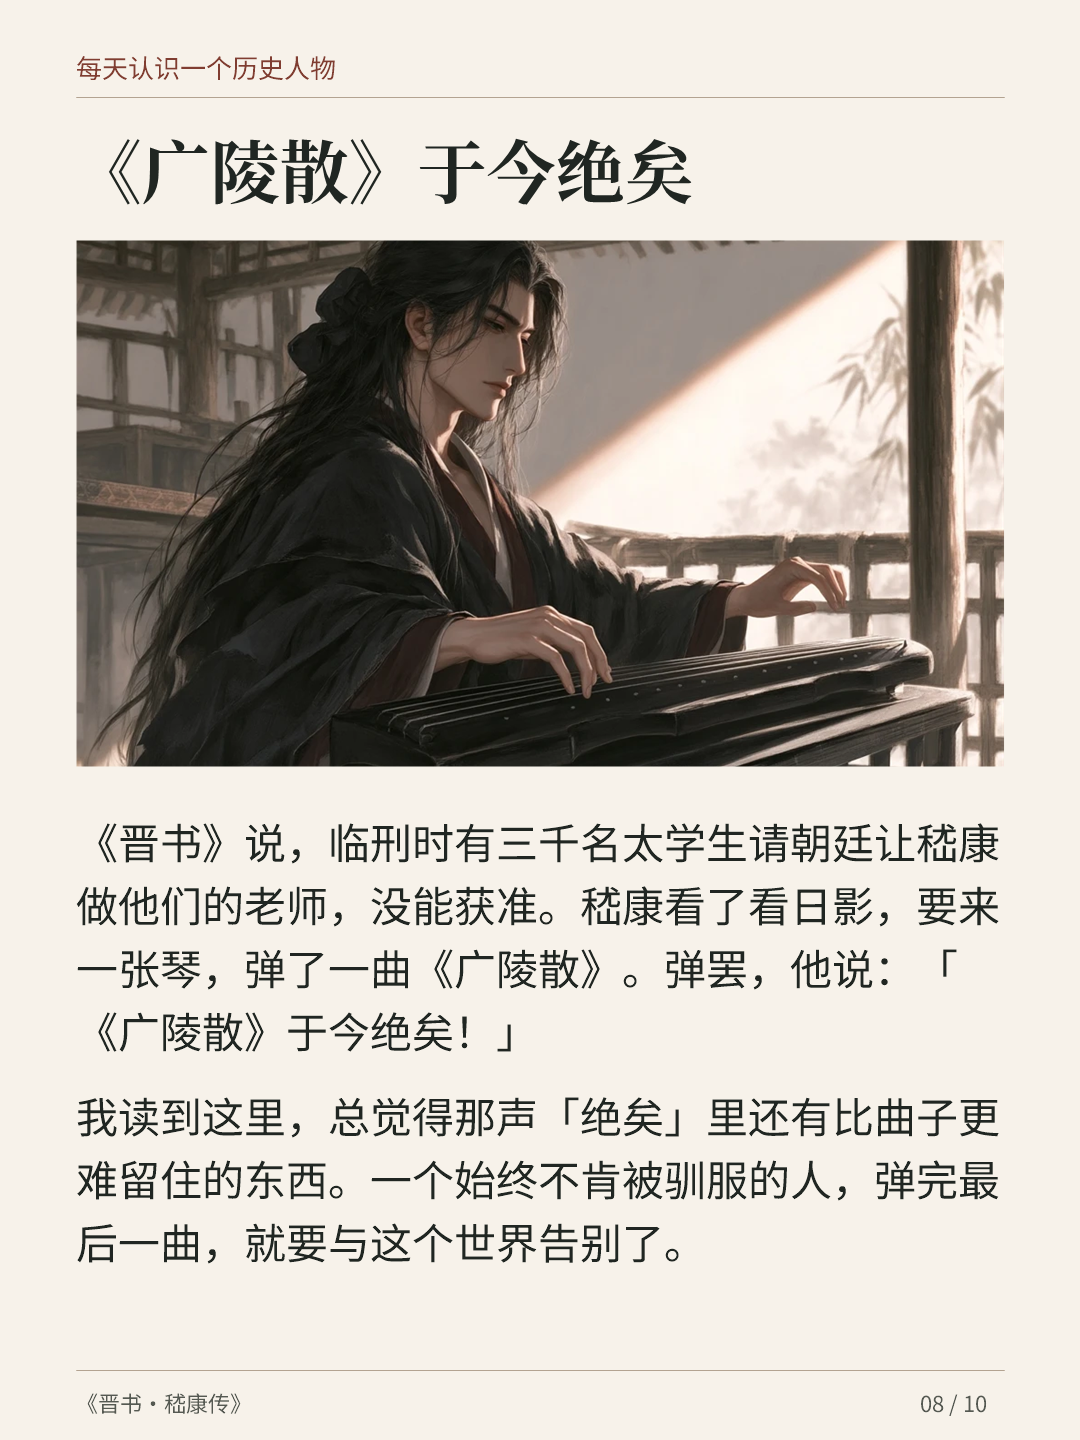 每天认识一个历史人物
《广陵散》于今绝矣
《晋书》说，临刑时有三千名太学生请朝廷让嵇康
做他们的老师，没能获准。嵇康看了看日影，要来
一张琴，弹了一曲《广陵散》。弹罢，他说：「
《广陵散》于今绝矣！」
我读到这里，总觉得那声「绝矣」里还有比曲子更
难留住的东西。一个始终不肯被驯服的人，弹完最
后一曲，就要与这个世界告别了。
《晋书·嵇康传》
08 / 10